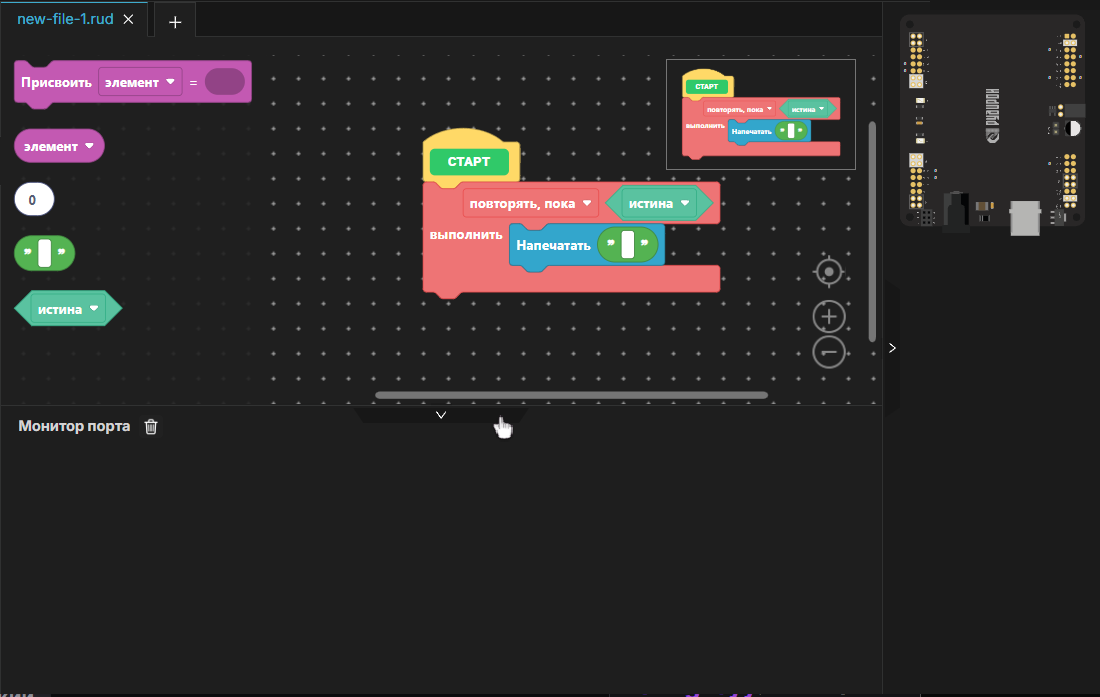 new-file-1.rud
+
Присвоить элемент =
элемент
0
" "
истина
СТАРТ
повторять, пока истина
выполнить
Напечатать " "
СТАРТ
повторять, пока истина
выполнить
Напечатать " "
Монитор порта